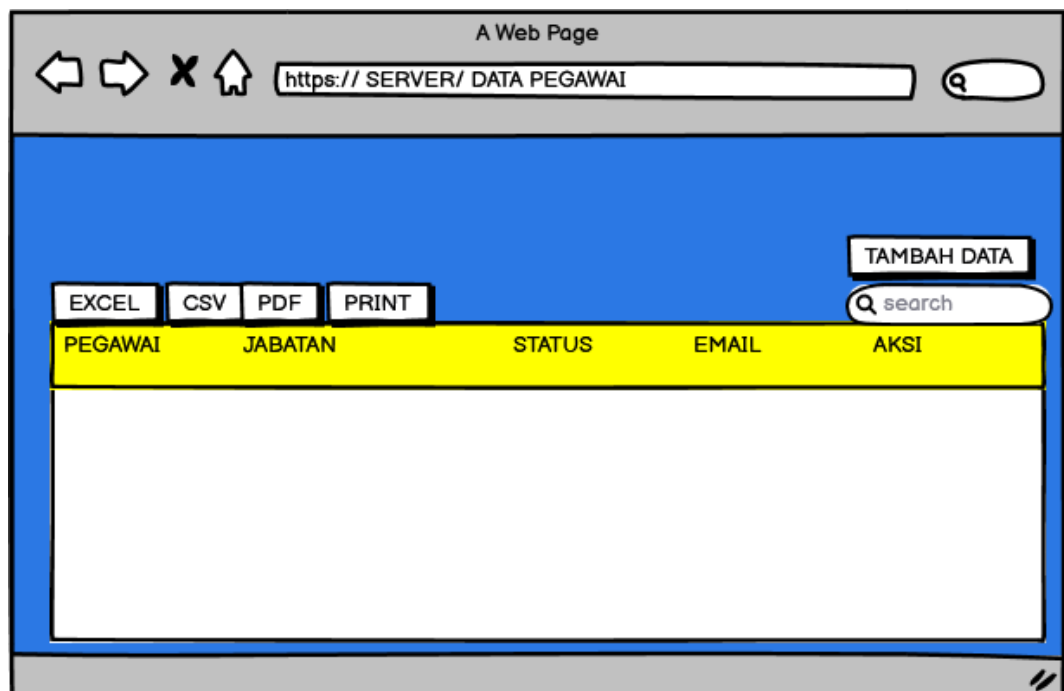 A Web Page
https:// SERVER/ DATA PEGAWAI
TAMBAH DATA
EXCEL CSV PDF PRINT search
PEGAWAI JABATAN STATUS EMAIL AKSI